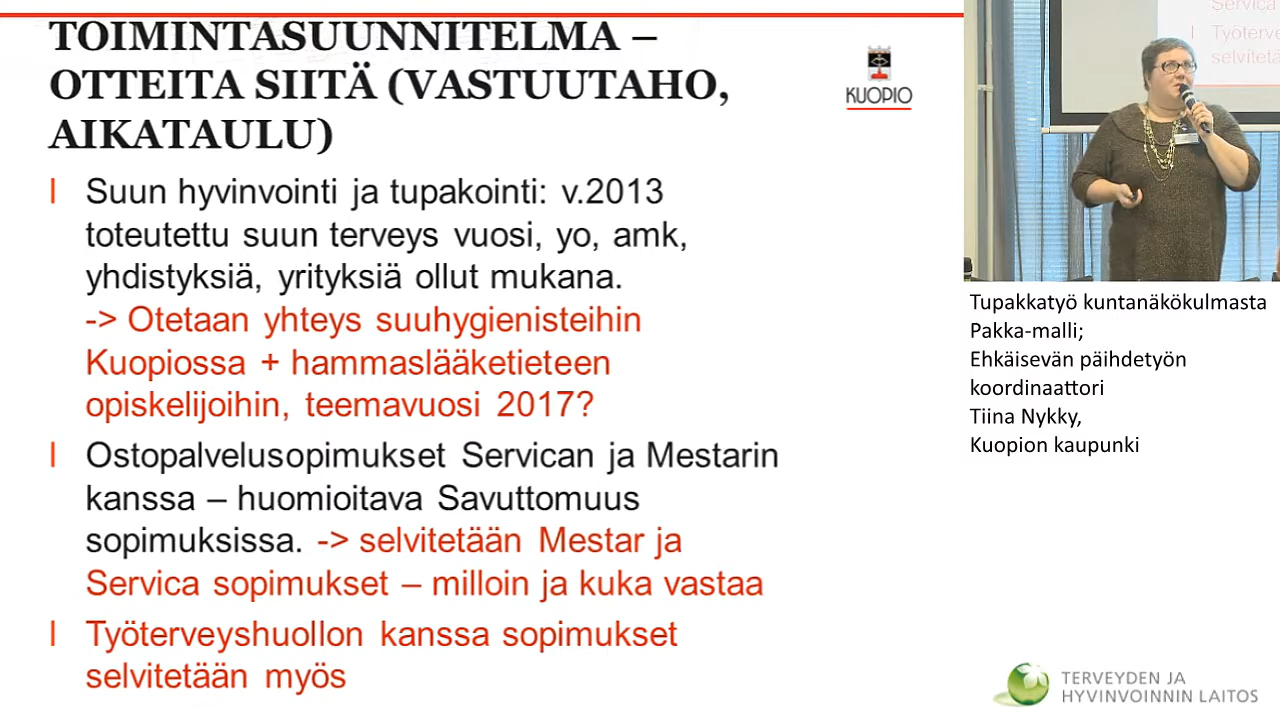 TOIMINTASUUNNITELMA –
OTTEITA SIITÄ (VASTUUTAHO,
AIKATAULU)
KUOPIO
Suun hyvinvointi ja tupakointi: v.2013
toteutettu suun terveys vuosi, yo, amk,
yhdistyksiä, yrityksiä ollut mukana.
-> Otetaan yhteys suuhygienisteihin
Kuopiossa + hammaslääketieteen
opiskelijoihin, teemavuosi 2017?
Ostopalvelusopimukset Servican ja Mestarin
kanssa – huomioitava Savuttomuus
sopimuksissa. -> selvitetään Mestar ja
Servica sopimukset – milloin ja kuka vastaa
Työterveyshuollon kanssa sopimukset
selvitetään myös
Servica
Tupakkatyö kuntanäkökulmasta
Pakka-malli;
Ehkäisevän päihdetyön
koordinaattori
Tiina Nykky,
Kuopion kaupunki
TERVEYDEN JA
HYVINVOINNIN LAITOS